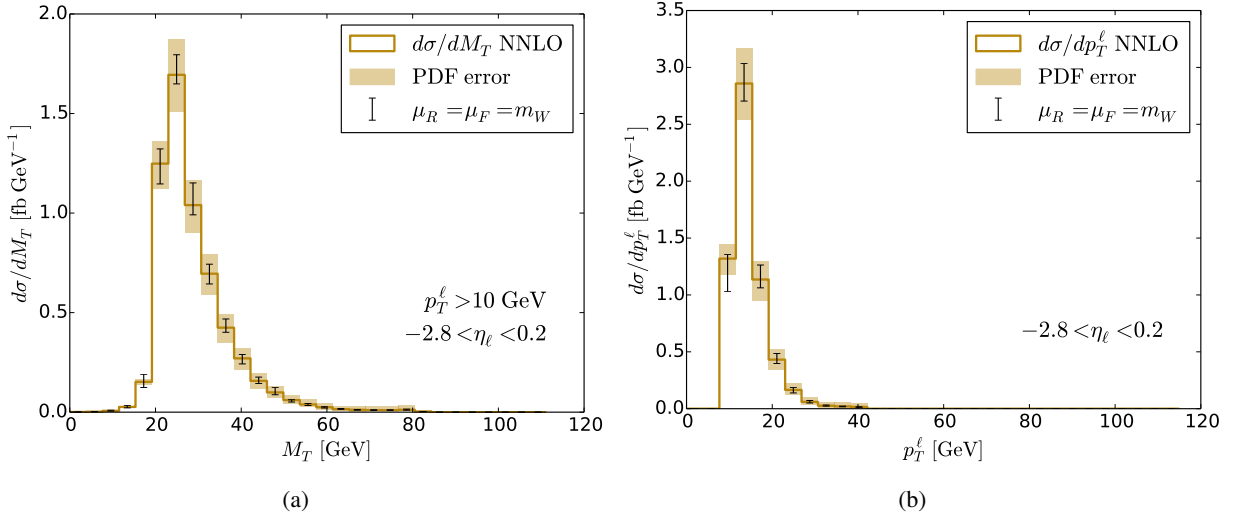 2.0
1.5
1.0
0.5
0.0
0 20 40 60 80 100 120
dσ/dM_T [fb GeV⁻¹]
M_T [GeV]
dσ/dM_T NNLO
PDF error
μ_R = μ_F = m_W
p_T^ℓ >10 GeV
−2.8 < η_ℓ < 0.2
(a)
3.5
3.0
2.5
2.0
1.5
1.0
0.5
0.0
0 20 40 60 80 100 120
dσ/dp_T^ℓ [fb GeV⁻¹]
p_T^ℓ [GeV]
dσ/dp_T^ℓ NNLO
PDF error
μ_R = μ_F = m_W
−2.8 < η_ℓ < 0.2
(b)